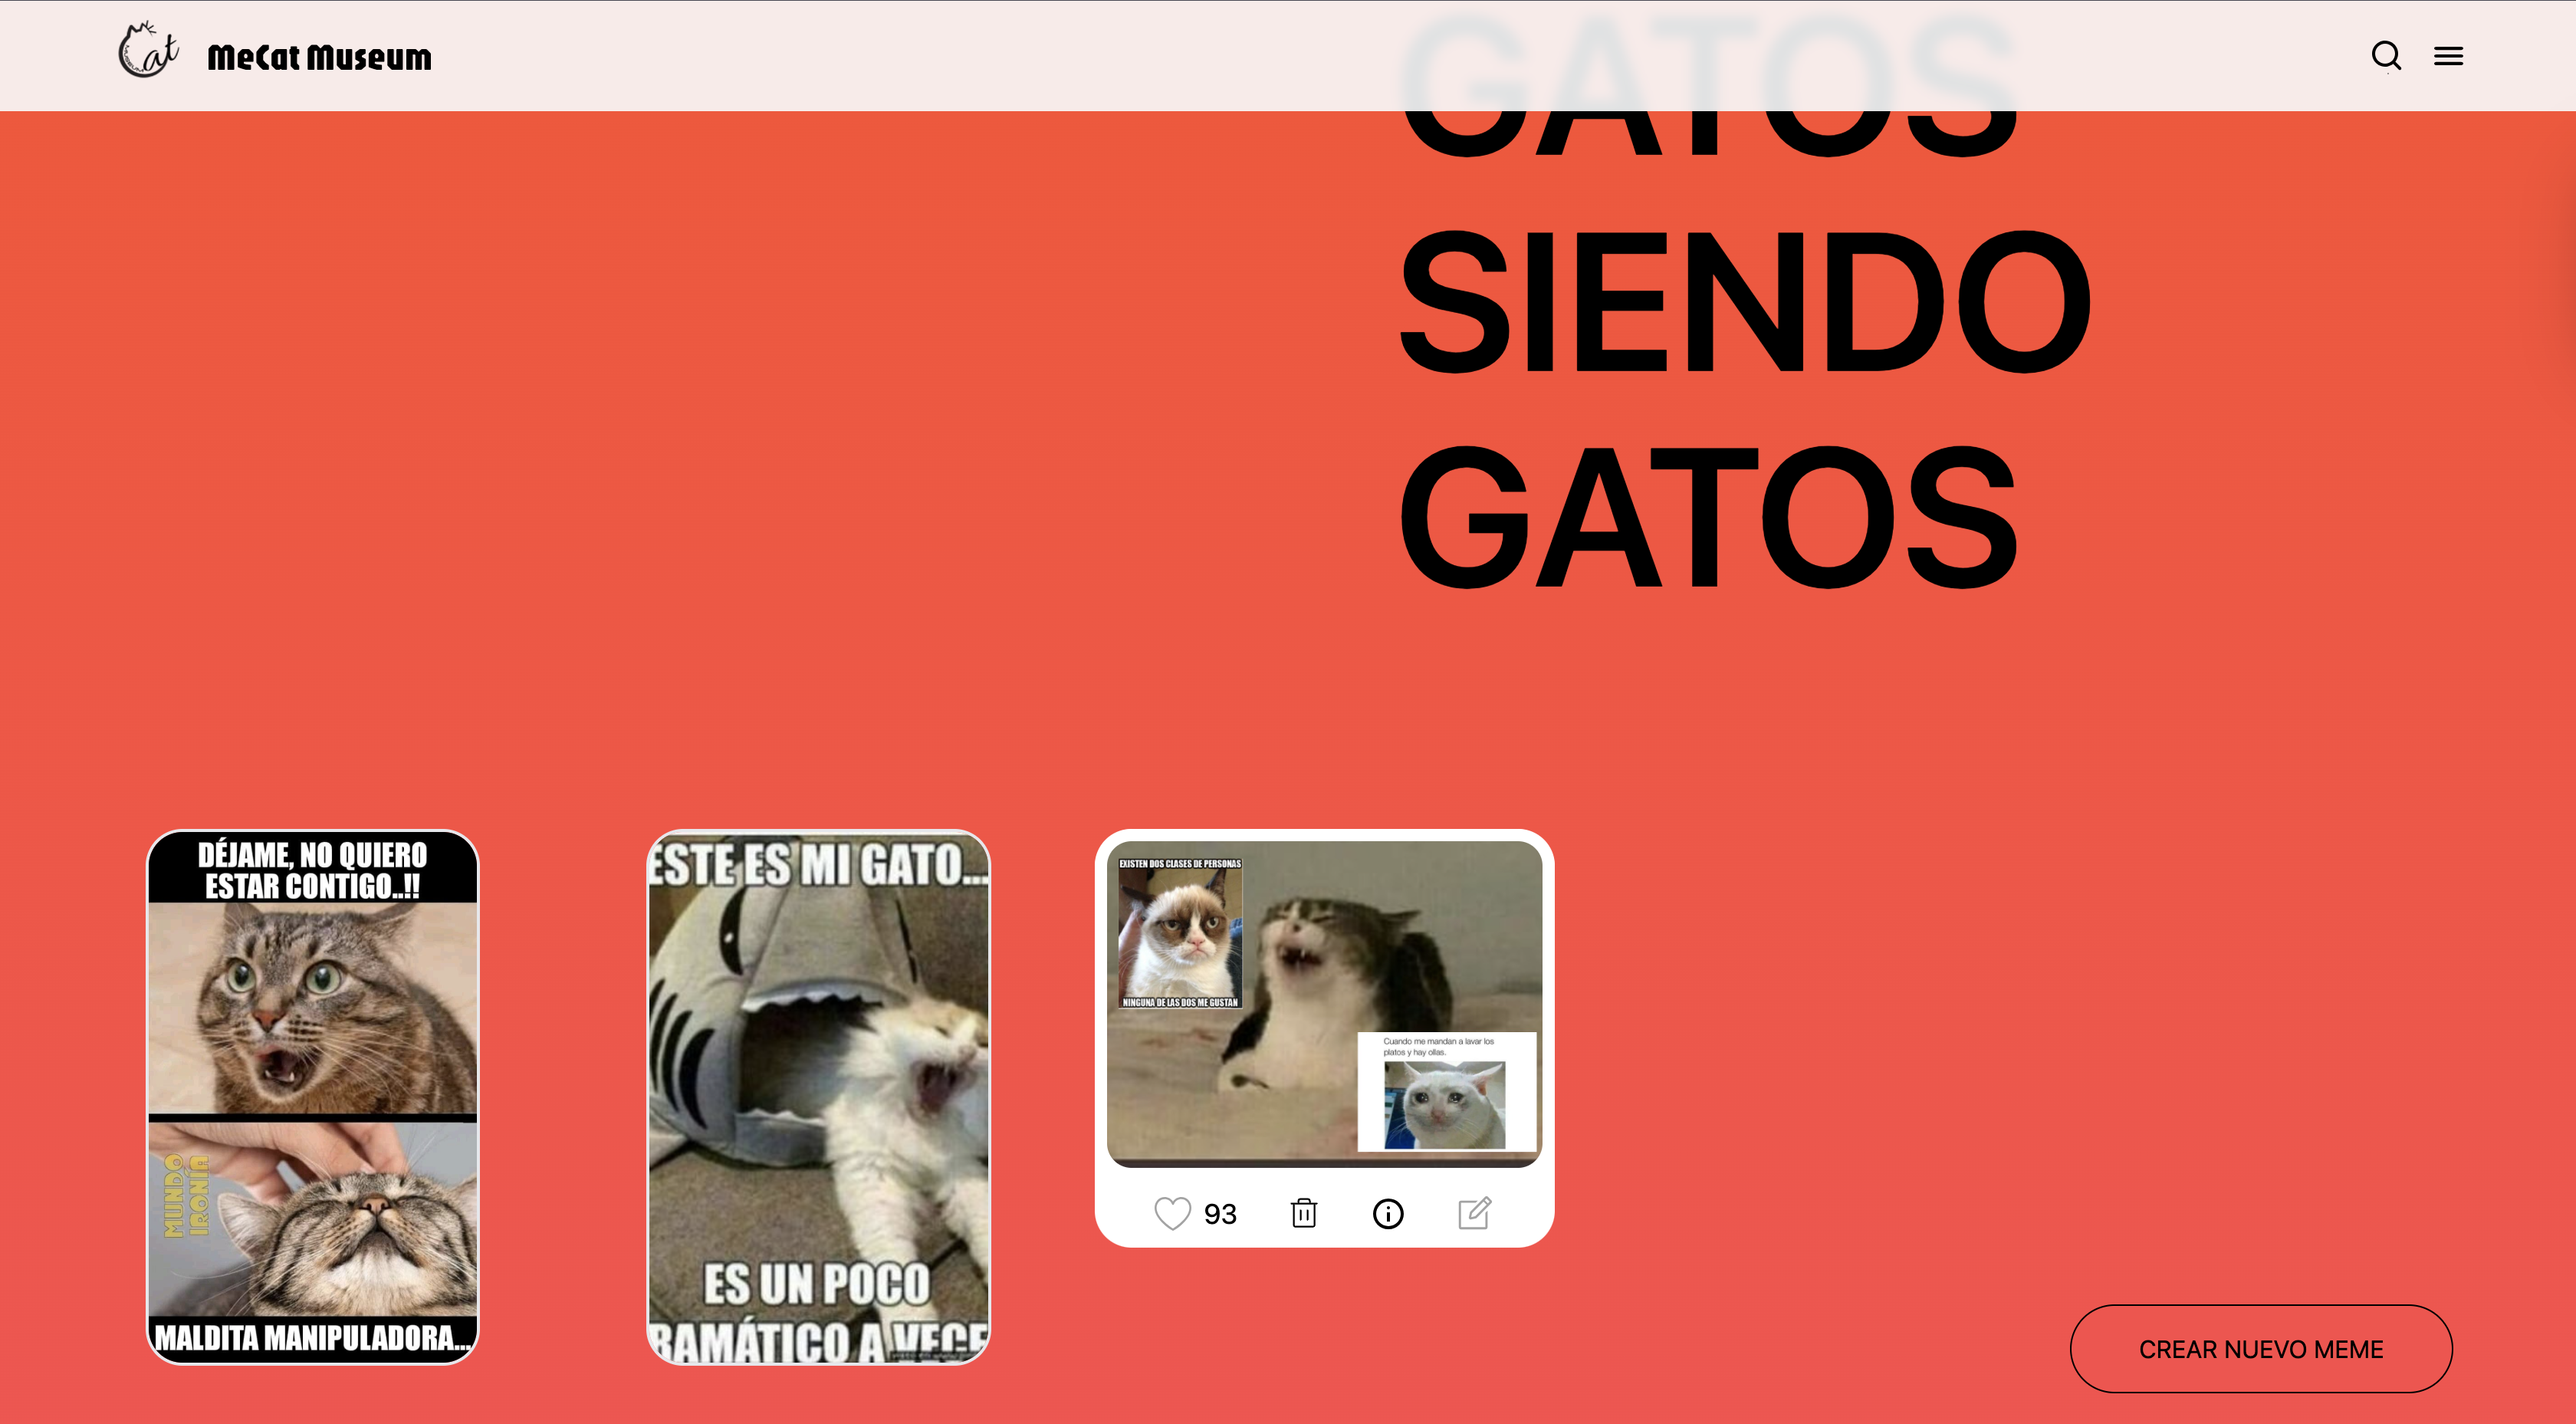 Cat
MeCat Museum
GATOS
SIENDO
GATOS
DÉJAME, NO QUIERO
ESTAR CONTIGO..!!
MUNDO
IRONÍA
MALDITA MANIPULADORA...
ESTE ES MI GATO...
ES UN POCO
RAMÁTICO A VECE
EXISTEN DOS CLASES DE PERSONAS
NINGUNA DE LAS DOS ME GUSTAN
Cuando me mandan a lavar los
platos y hay ollas.
93
CREAR NUEVO MEME